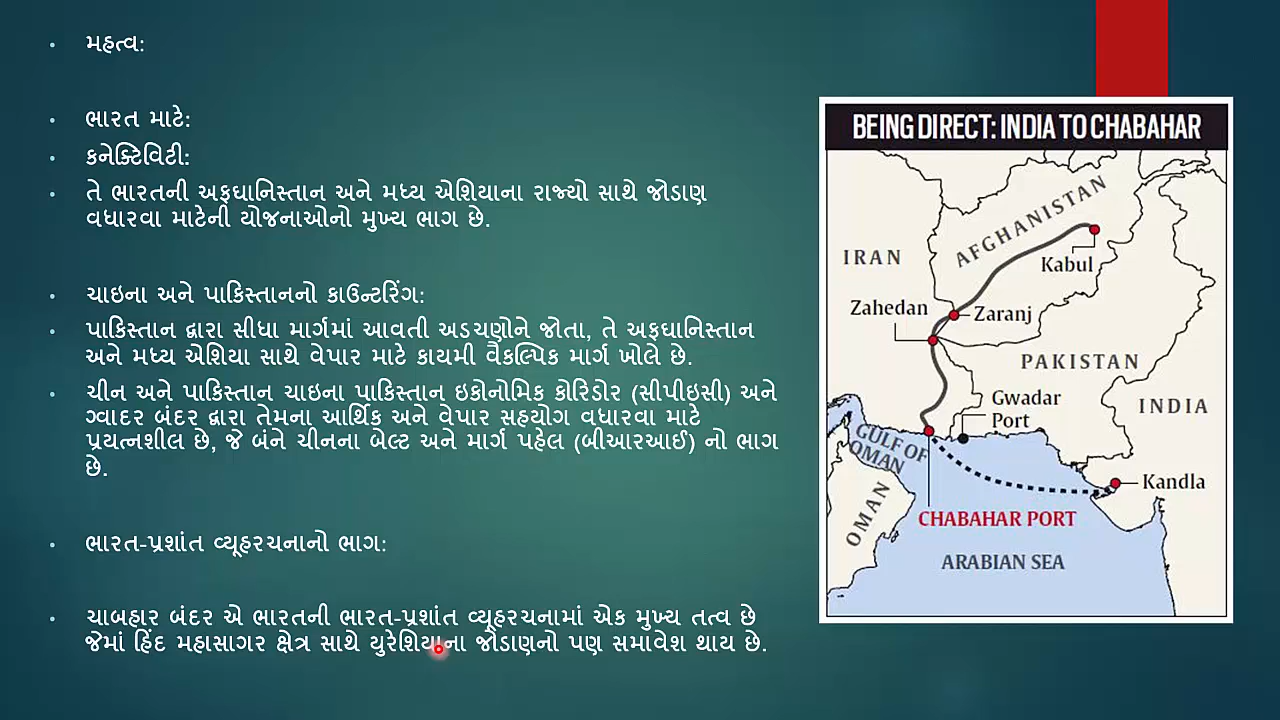 મહત્વ:
ભારત માટે:
કનેક્ટિવિટી:
તે ભારતની અફઘાનિસ્તાન અને મધ્ય એશિયાના રાજ્યો સાથે જોડાણ
વધારવા માટેની યોજનાઓનો મુખ્ય ભાગ છે.
ચાઇના અને પાકિસ્તાનનો કાઉન્ટરિંગ:
પાકિસ્તાન દ્વારા સીધા માર્ગમાં આવતી અડચણોને જોતા, તે અફઘાનિસ્તાન
અને મધ્ય એશિયા સાથે વેપાર માટે કાયમી વૈકલ્પિક માર્ગ ખોલે છે.
ચીન અને પાકિસ્તાન ચાઇના પાકિસ્તાન ઇકોનોમિક કોરિડોર (સીપીઇસી) અને
ગ્વાદર બંદર દ્વારા તેમના આર્થિક અને વેપાર સહયોગ વધારવા માટે
પ્રયત્નશીલ છે, જે બંને ચીનના બેલ્ટ અને માર્ગ પહેલ (બીઆરઆઈ) નો ભાગ
છે.
ભારત-પ્રશાંત વ્યૂહરચનાનો ભાગ:
ચાબહાર બંદર એ ભારતની ભારત-પ્રશાંત વ્યૂહરચનામાં એક મુખ્ય તત્વ છે
જેમાં હિંદ મહાસાગર ક્ષેત્ર સાથે યુરેશિયાના જોડાણનો પણ સમાવેશ થાય છે.
BEING DIRECT: INDIA TO CHABAHAR
AFGHANISTAN
IRAN
Kabul
Zahedan
Zaranj
PAKISTAN
Gwadar
Port
INDIA
GULF OF
OMAN
Kandla
OMAN
CHABAHAR PORT
ARABIAN SEA